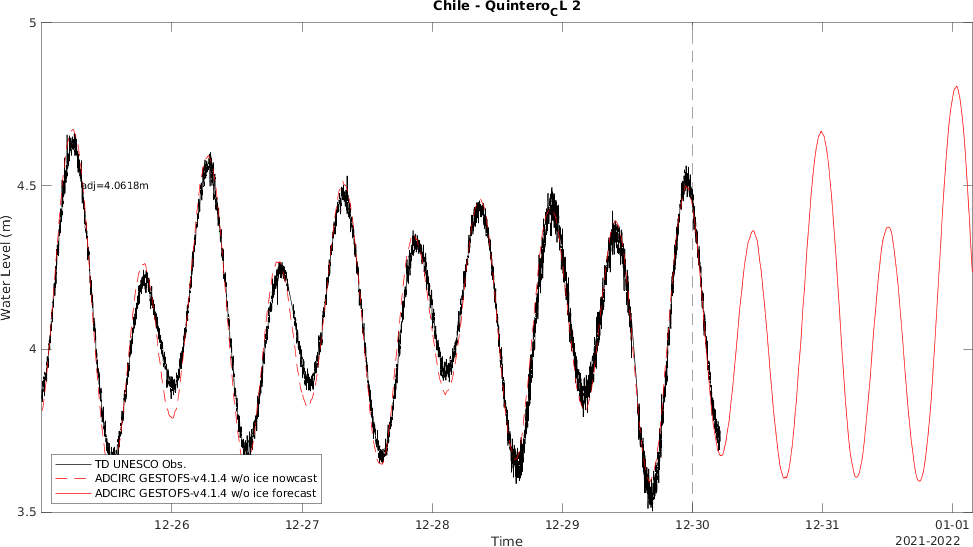 Chile - Quintero_CL 2
5
4.5
4
3.5
Water Level (m)
adj=4.0618m
TD UNESCO Obs.
ADCIRC GESTOFS-v4.1.4 w/o ice nowcast
ADCIRC GESTOFS-v4.1.4 w/o ice forecast
12-26 12-27 12-28 12-29 12-30 12-31 01-01
Time
2021-2022